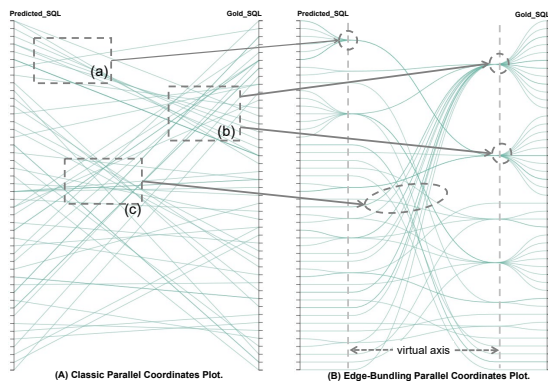 Predicted_SQL Gold_SQL Predicted_SQL Gold_SQL
(a)
(b)
(c)
virtual axis
(A) Classic Parallel Coordinates Plot. (B) Edge-Bundling Parallel Coordinates Plot.